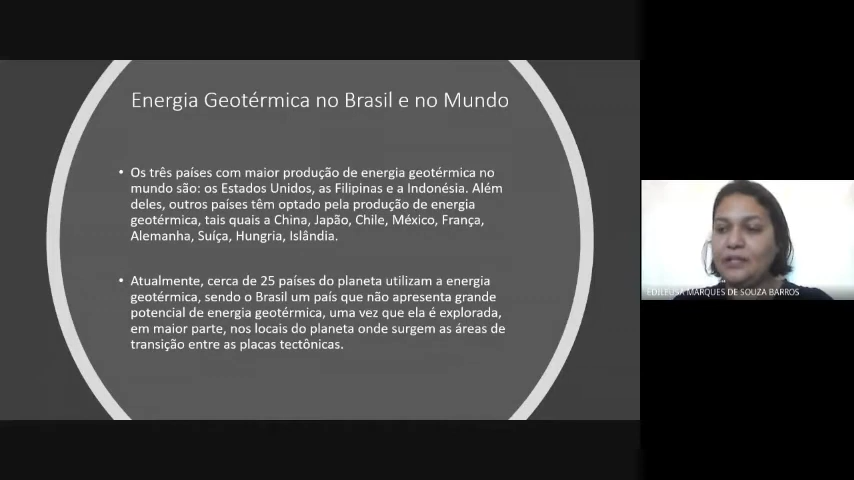 Energia Geotérmica no Brasil e no Mundo
• Os três países com maior produção de energia geotérmica no
mundo são: os Estados Unidos, as Filipinas e a Indonésia. Além
deles, outros países têm optado pela produção de energia
geotérmica, tais quais a China, Japão, Chile, México, França,
Alemanha, Suíça, Hungria, Islândia.
• Atualmente, cerca de 25 países do planeta utilizam a energia
geotérmica, sendo o Brasil um país que não apresenta grande
potencial de energia geotérmica, uma vez que ela é explorada,
em maior parte, nos locais do planeta onde surgem as áreas de
transição entre as placas tectônicas.
EDILEUSA MARQUES DE SOUZA BARROS